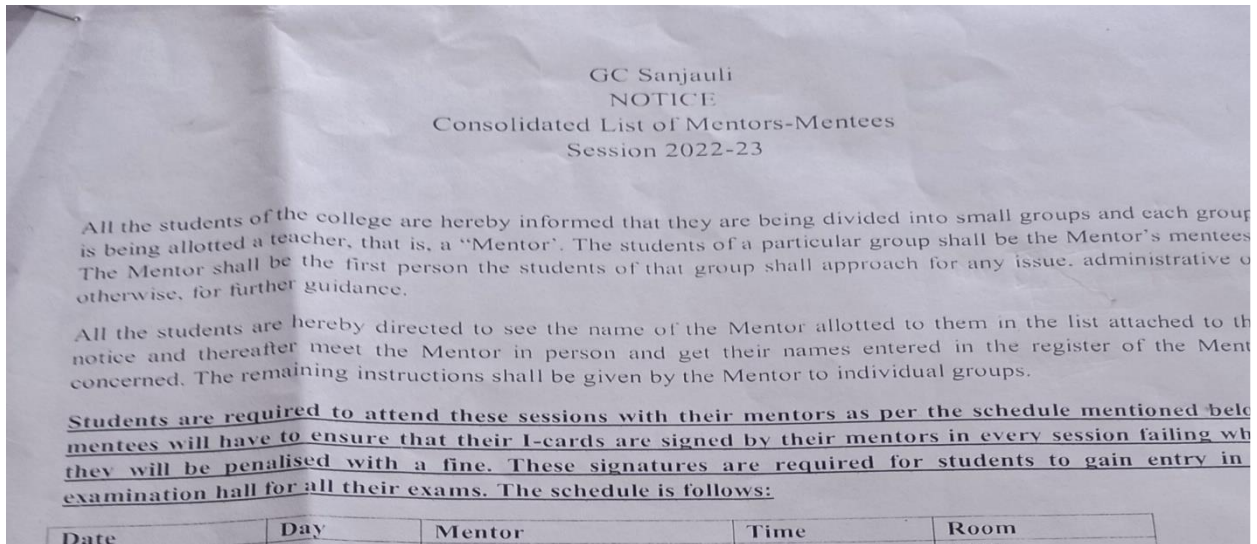 GC Sanjauli
NOTICE
Consolidated List of Mentors-Mentees
Session 2022-23
All the students of the college are hereby informed that they are being divided into small groups and each group
is being allotted a teacher, that is, a “Mentor’. The students of a particular group shall be the Mentor’s mentees
The Mentor shall be the first person the students of that group shall approach for any issue, administrative
otherwise, for further guidance.
All the students are hereby directed to see the name of the Mentor allotted to them in the list attached to
notice and thereafter meet the Mentor in person and get their names entered in the register of the
concerned. The remaining instructions shall be given by the Mentor to individual groups.
Students are required to attend these sessions with their mentors as per the schedule mentioned
mentees will have to ensure that their I-cards are signed by their mentors in every session failing
they will be penalised with a fine. These signatures are required for students to gain entry in
examination hall for all their exams. The schedule is follows:
Date Day Mentor Time Room